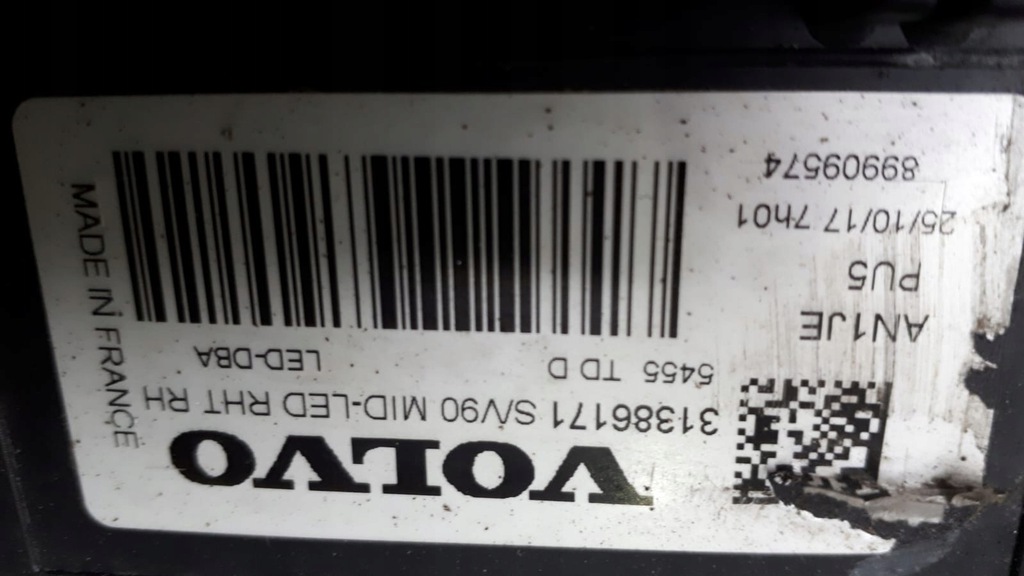 VOLVO
31386171 S/V90 MID-LED RHT RH
5455 TD D LED-DBA
AN1JE
PU5
25/10/17 7h01
89909574
MADE IN FRANCE